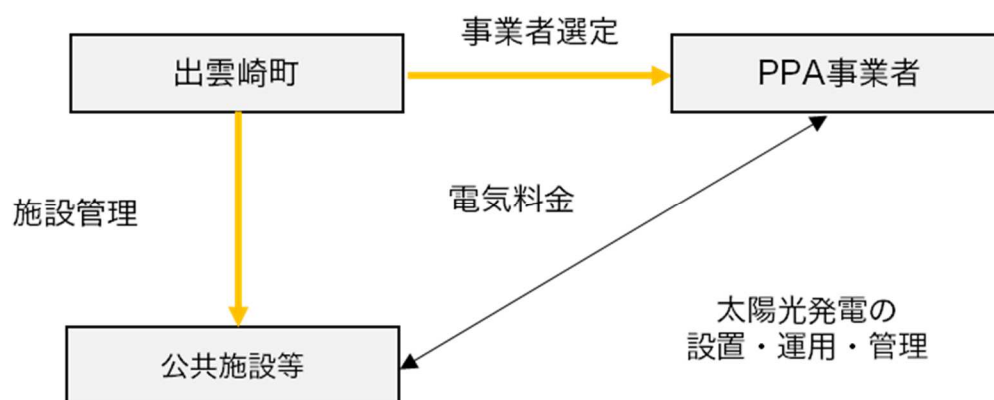 事業者選定
出雲崎町
PPA事業者
電気料金
施設管理
太陽光発電の
設置・運用・管理
公共施設等